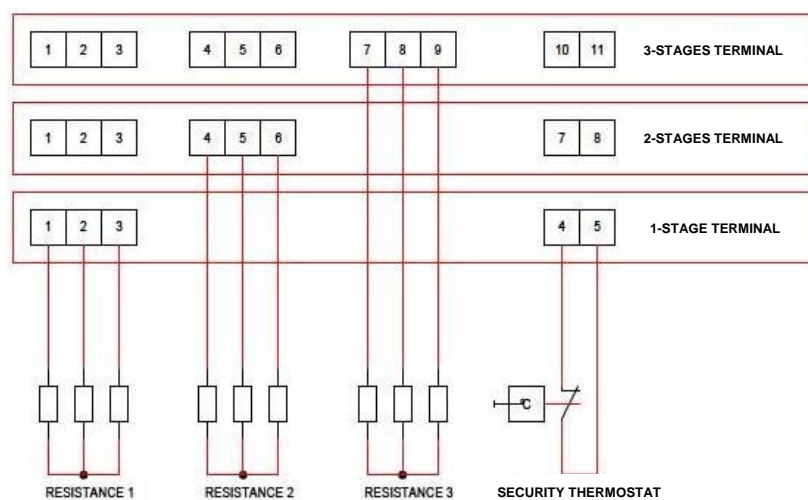 1 2 3 4 5 6 7 8 9 10 11 3-STAGES TERMINAL
1 2 3 4 5 6 7 8 2-STAGES TERMINAL
1 2 3 4 5 1-STAGE TERMINAL
°C
RESISTANCE 1 RESISTANCE 2 RESISTANCE 3 SECURITY THERMOSTAT